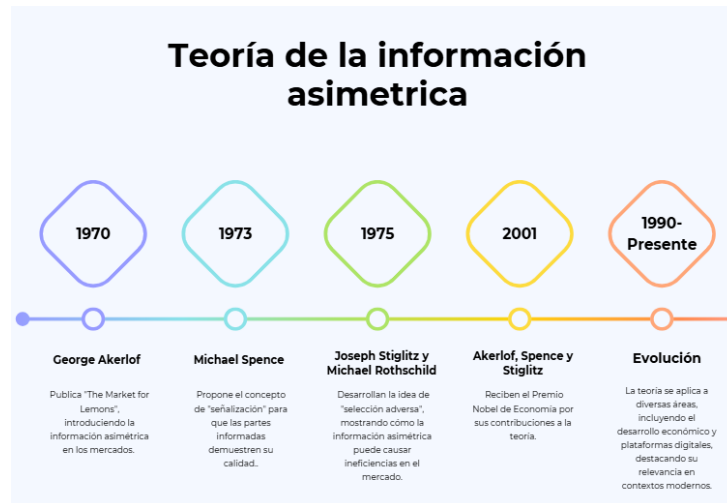 Teoría de la información
asimetrica
1970
1973
1975
2001
1990-
Presente
George Akerlof
Publica "The Market for
Lemons",
introduciendo la
información asimétrica
en los mercados.
Michael Spence
Propone el concepto
de "señalización" para
que las partes
informadas
demuestren su
calidad..
Joseph Stiglitz y
Michael Rothschild
Desarrollan la idea de
"selección adversa",
mostrando cómo la
información asimétrica
puede causar
ineficiencias en el
mercado.
Akerlof, Spence y
Stiglitz
Reciben el Premio
Nobel de Economía por
sus contribuciones a la
teoría.
Evolución
La teoría se aplica a
diversas áreas,
incluyendo el
desarrollo económico y
plataformas digitales,
destacando su
relevancia en
contextos modernos.